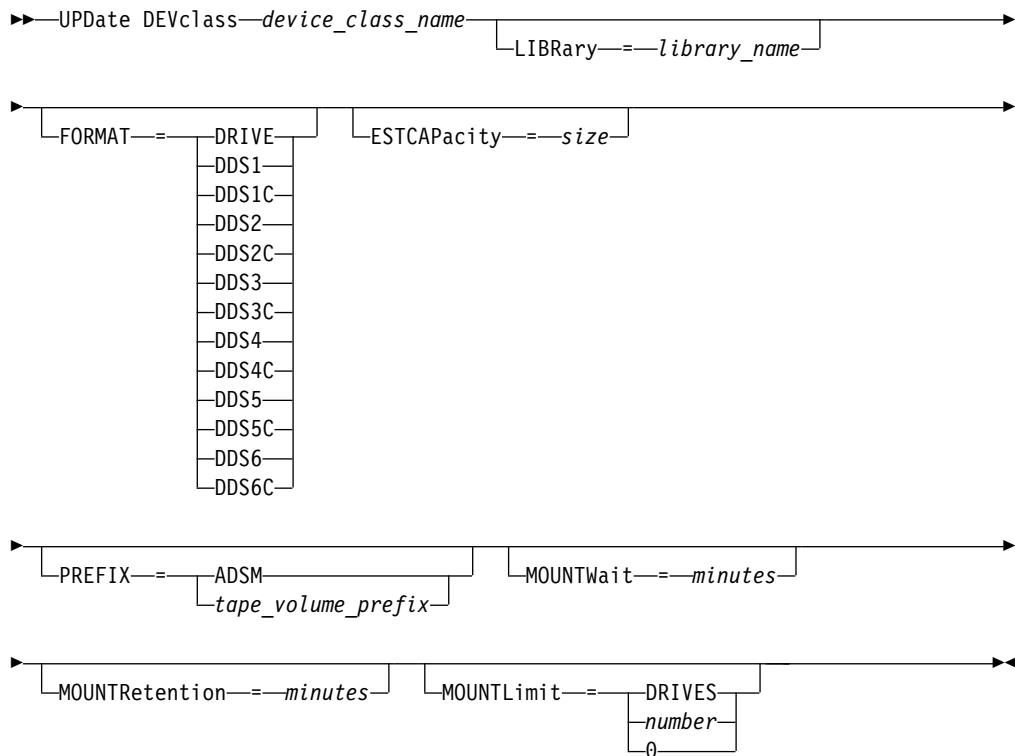 UPDate DEVclass device_class_name
LIBRary = library_name
FORMAT = DRIVE
DDS1
DDS1C
DDS2
DDS2C
DDS3
DDS3C
DDS4
DDS4C
DDS5
DDS5C
DDS6
DDS6C
ESTCAPacity = size
PREFIX = ADSM
tape_volume_prefix
MOUNTWait = minutes
MOUNTRetention = minutes
MOUNTLimit = DRIVES
number
0